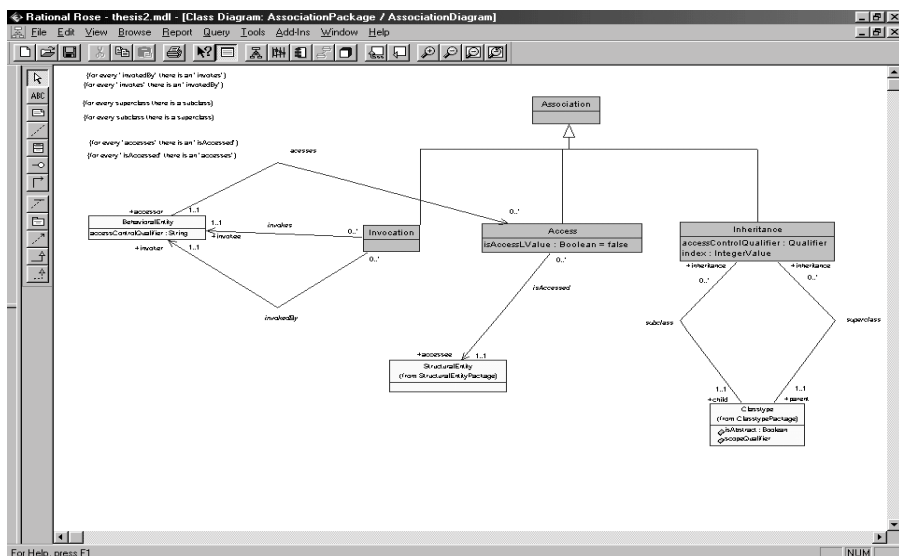 Rational Rose - thesis2.mdl - [Class Diagram: AssociationPackage / AssociationDiagram]
File Edit View Browse Report Query Tools Add-Ins Window Help
ABC
{for every ' invokedBy' there is an ' invokes' }
{for every ' invokes' there is an ' invokedBy' }
{for every superclass there is a subclass}
{for every subclass there is a superclass}
{for every ' accesses' there is an ' isAccessed' }
{for every ' isAccessed' there is an ' accesses' }
Association
acesses
+accessor 1..1
BehavioralEntity
accessControlQualifier : String
1..1
+invokee
invokes
0..*
Invocation
0..*
+invoker 1..1
invokedBy
0..*
Access
isAccessLValue : Boolean = false
0..*
isAccessed
+accessee 1..1
StructuralEntity
(from StructuralEntityPackage)
Inheritance
accessControlQualifier : Qualifier
index : IntegerValue
+inheritance +inheritance
0..* 0..*
subclass superclass
1..1 1..1
+child +parent
Classtype
(from ClasstypePackage)
isAbstract : Boolean
scopeQualifier
For Help, press F1 NUM